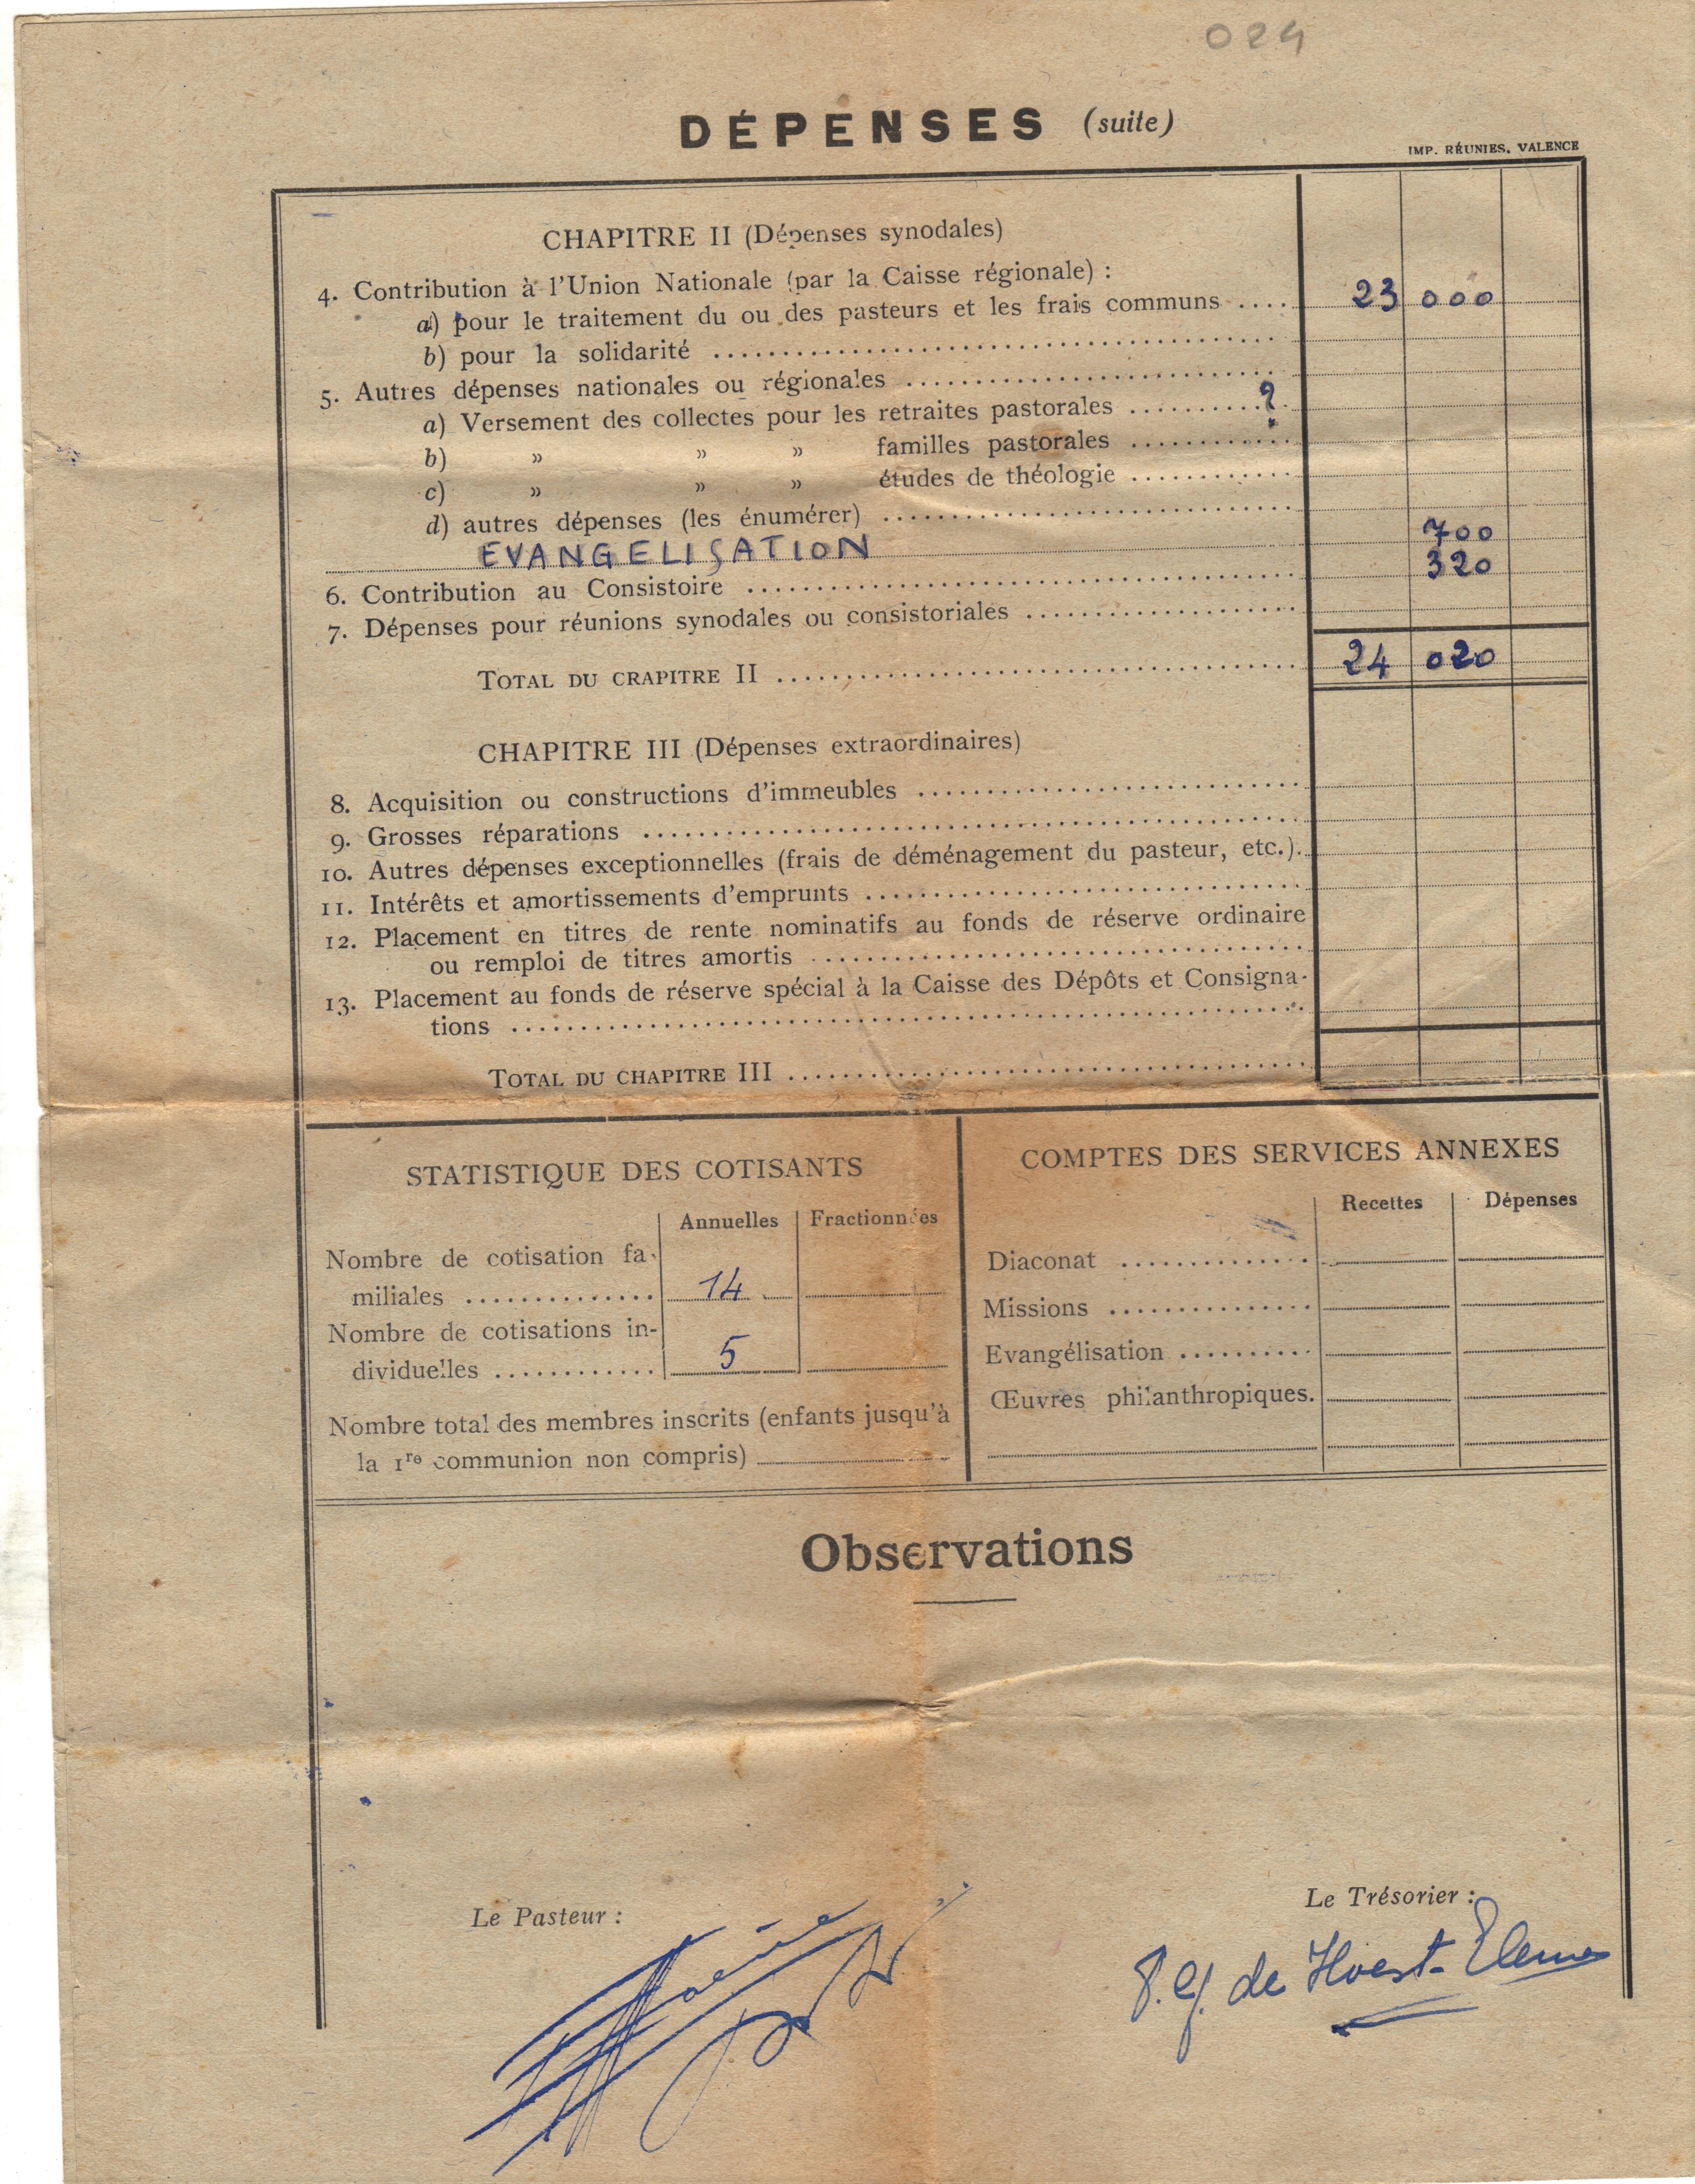 024
DÉPENSES (suite)
IMP. RÉUNIES. VALENCE
CHAPITRE II (Dépenses synodales)
4. Contribution à l'Union Nationale (par la Caisse régionale) :
a) pour le traitement du ou des pasteurs et les frais communs .... 23 000
b) pour la solidarité
5. Autres dépenses nationales ou régionales
a) Versement des collectes pour les retraites pastorales .......... ?
b) » » » familles pastorales
c) » » » études de théologie
d) autres dépenses (les énumérer)
EVANGELISATION 700
6. Contribution au Consistoire 320
7. Dépenses pour réunions synodales ou consistoriales
TOTAL DU CRAPITRE II 24 020
CHAPITRE III (Dépenses extraordinaires)
8. Acquisition ou constructions d'immeubles
9. Grosses réparations
10. Autres dépenses exceptionnelles (frais de déménagement du pasteur, etc.).
11. Intérêts et amortissements d'emprunts
12. Placement en titres de rente nominatifs au fonds de réserve ordinaire
ou remploi de titres amortis
13. Placement au fonds de réserve spécial à la Caisse des Dépôts et Consigna-
tions
TOTAL DU CHAPITRE III
STATISTIQUE DES COTISANTS
Annuelles Fractionnées
Nombre de cotisation fa-
miliales 14
Nombre de cotisations in-
dividuelles 5
Nombre total des membres inscrits (enfants jusqu'à
la 1re communion non compris)
COMPTES DES SERVICES ANNEXES
Recettes Dépenses
Diaconat
Missions
Evangélisation
Œuvres philanthropiques.
Observations
Le Pasteur :
Le Trésorier :
de